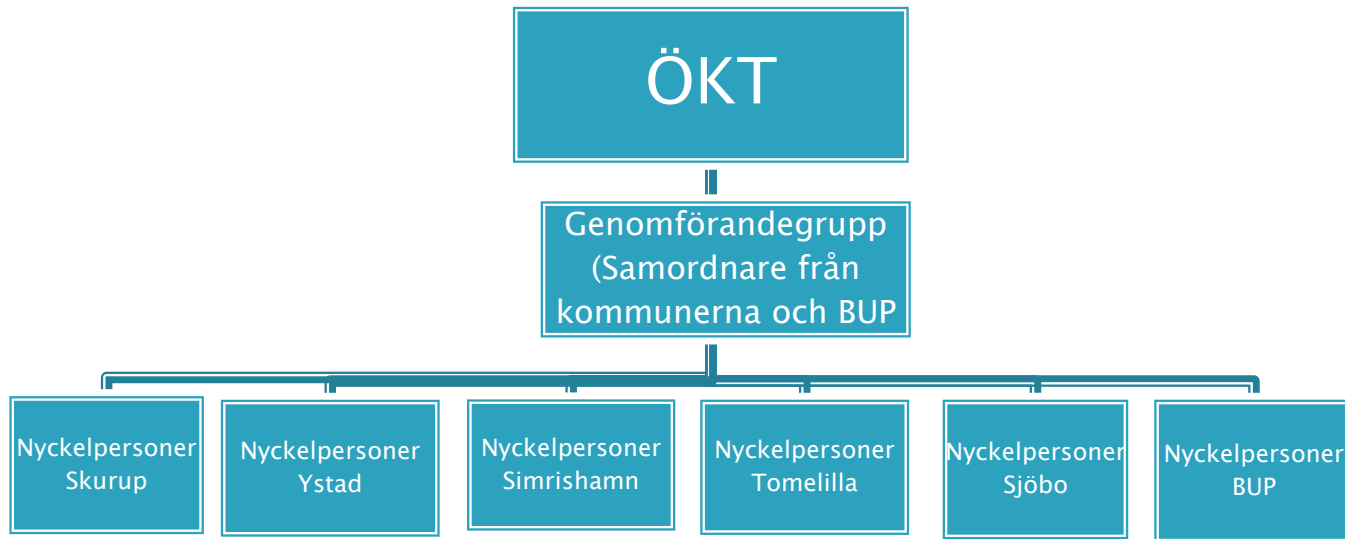 ÖKT
Genomförandegrupp
(Samordnare från
kommunerna och BUP
Nyckelpersoner
Skurup
Nyckelpersoner
Ystad
Nyckelpersoner
Simrishamn
Nyckelpersoner
Tomelilla
Nyckelpersoner
Sjöbo
Nyckelpersoner
BUP